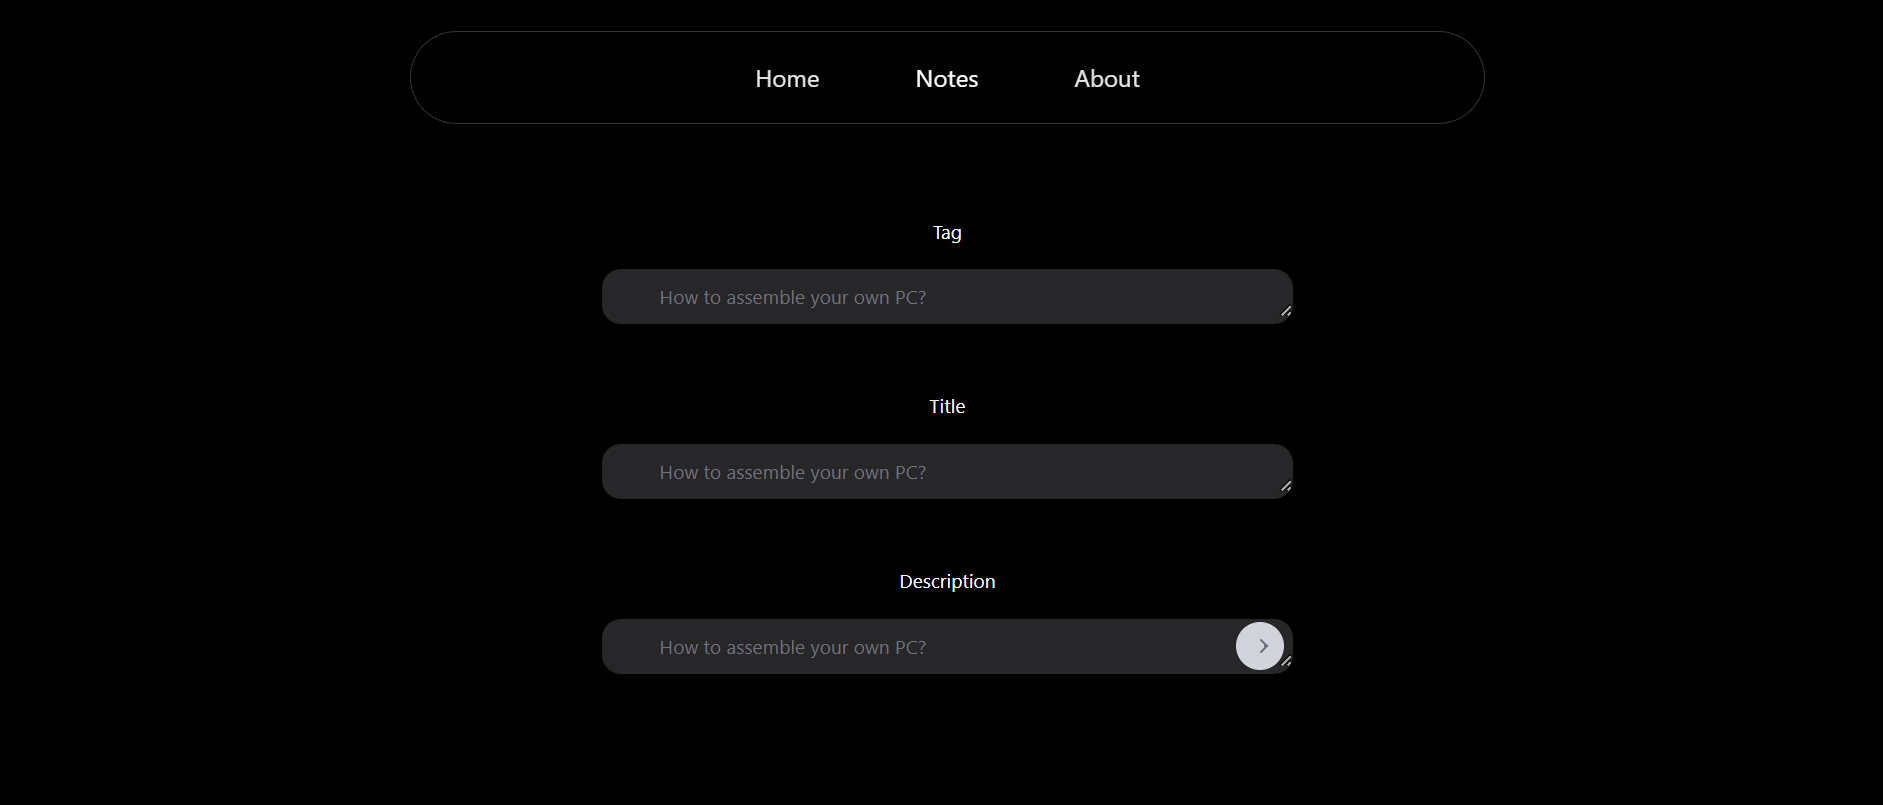 Home Notes About
Tag
How to assemble your own PC?
Title
How to assemble your own PC?
Description
How to assemble your own PC?